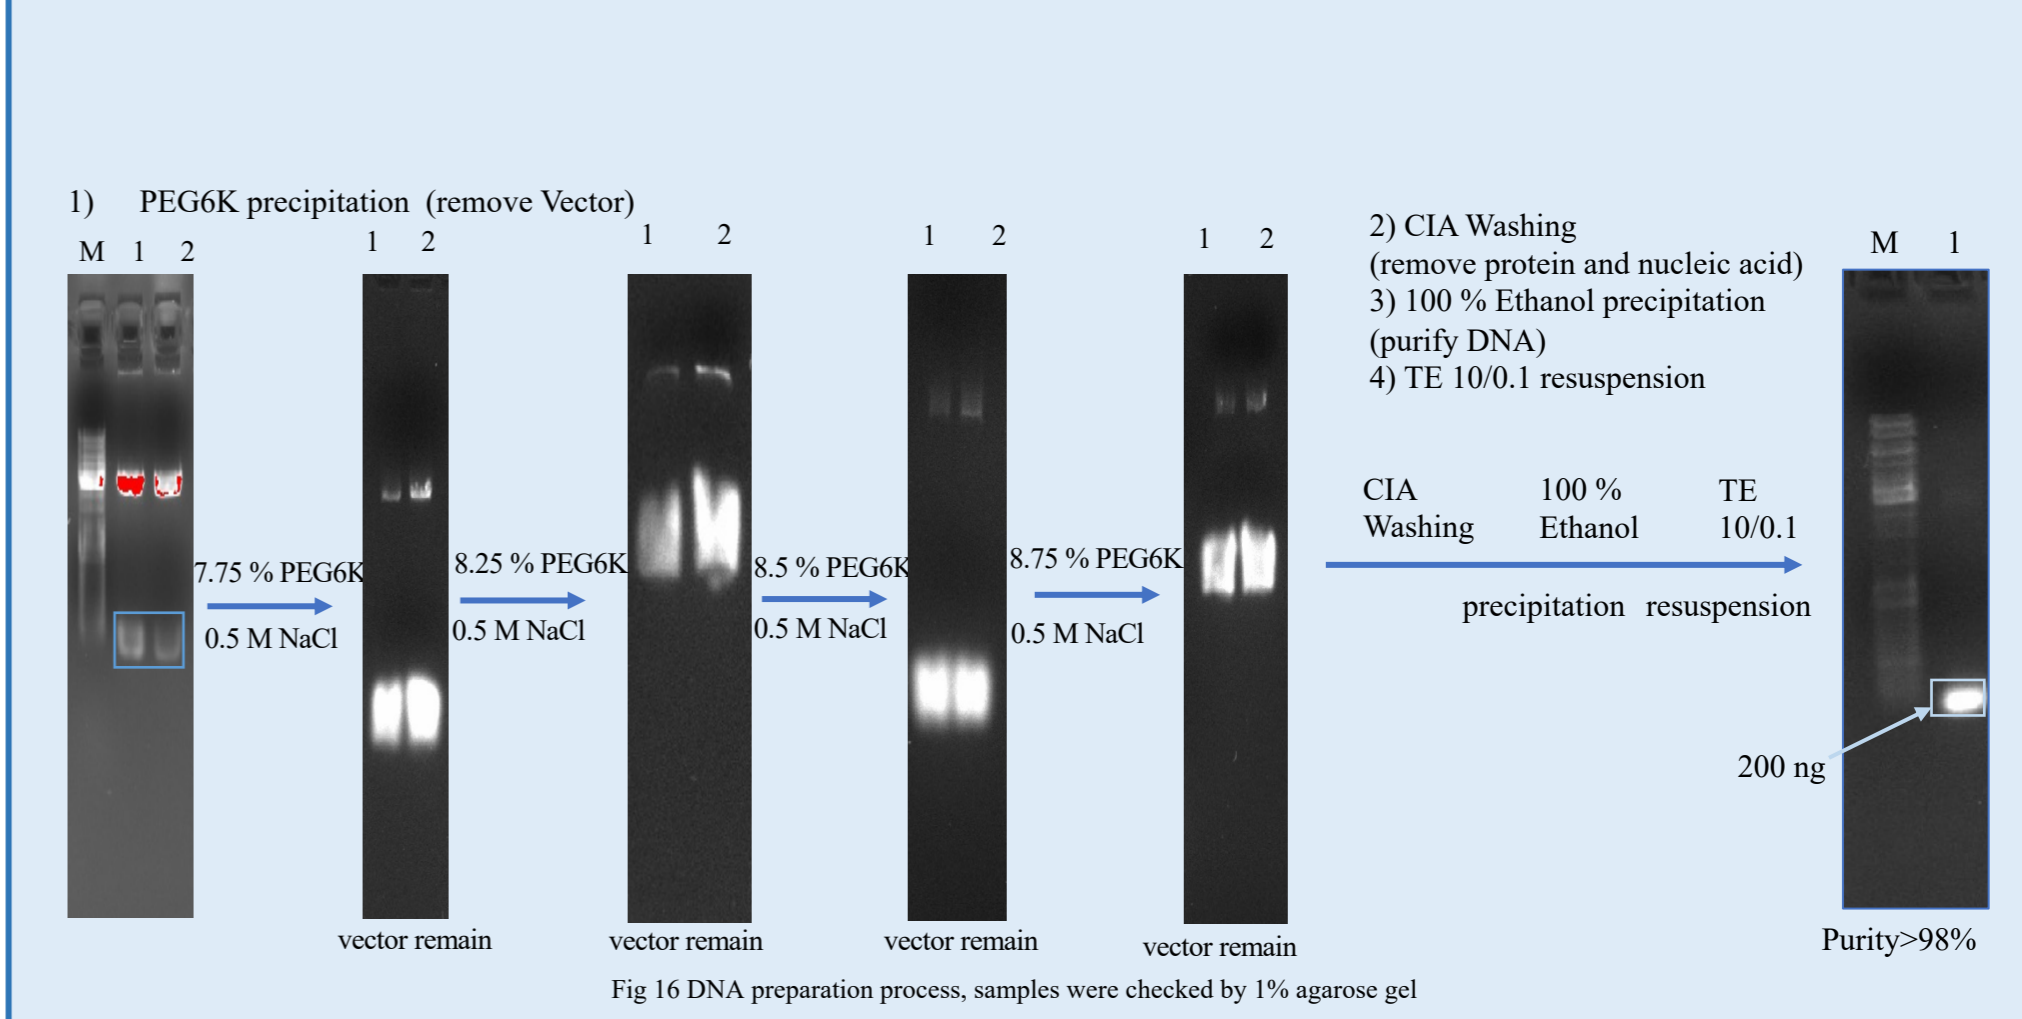 1) PEG6K precipitation (remove Vector)
M 1 2
1 2
1 2
1 2
1 2
2) CIA Washing
(remove protein and nucleic acid)
3) 100 % Ethanol precipitation
(purify DNA)
4) TE 10/0.1 resuspension
M 1
7.75 % PEG6K
0.5 M NaCl
8.25 % PEG6K
0.5 M NaCl
8.5 % PEG6K
0.5 M NaCl
8.75 % PEG6K
0.5 M NaCl
CIA 100 % TE
Washing Ethanol 10/0.1
precipitation resuspension
200 ng
vector remain
vector remain
vector remain
vector remain
Purity>98%
Fig 16 DNA preparation process, samples were checked by 1% agarose gel